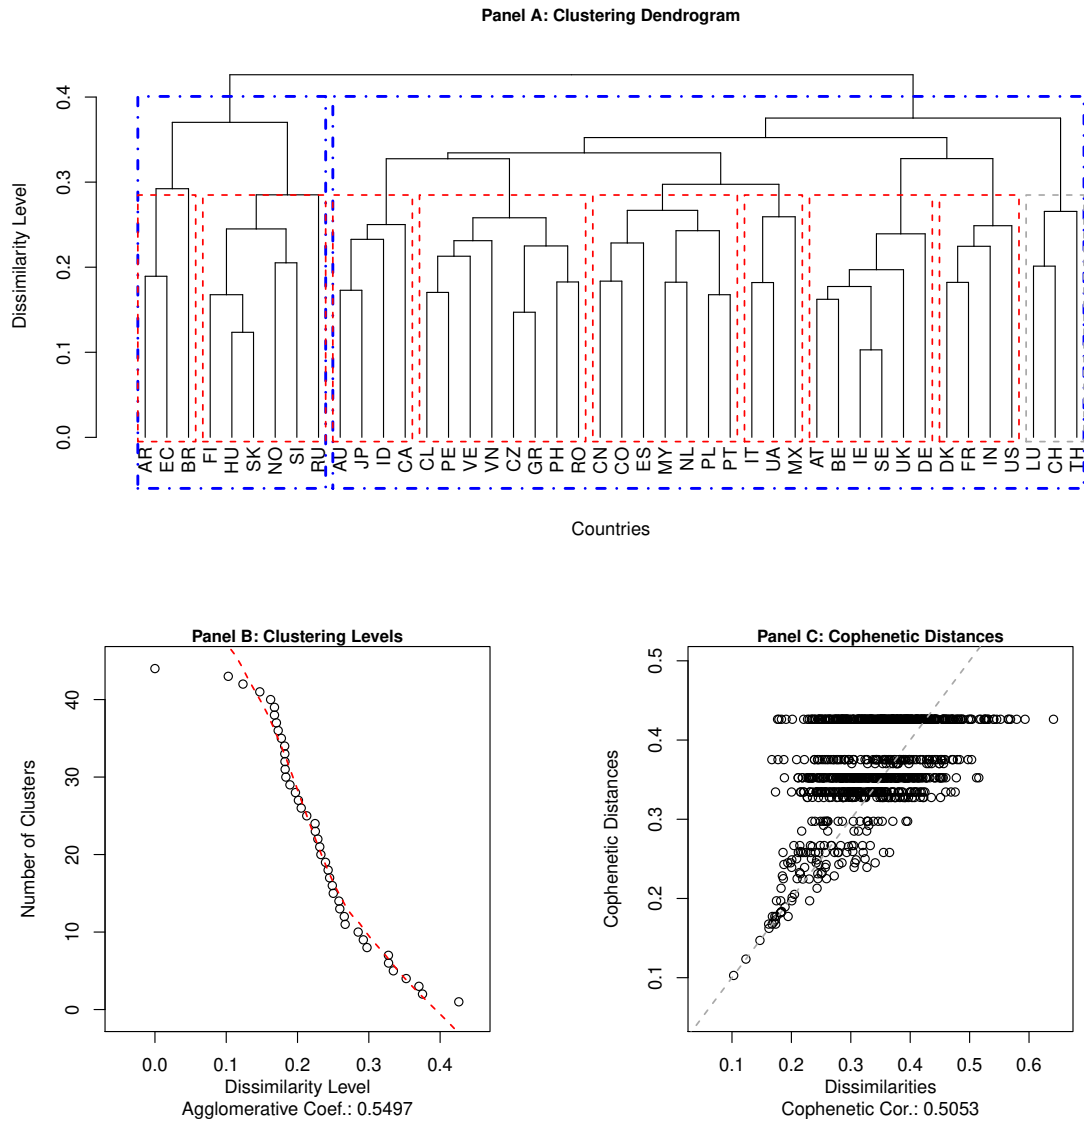 Panel A: Clustering Dendrogram
Dissimilarity Level
0.0 0.1 0.2 0.3 0.4
AR EC BR FI HU SK NO SI RU AU JP ID CA CL PE VE VN CZ GR PH RO CN CO ES MY NL PL PT IT UA MX AT BE IE SE UK DE DK FR IN US LU CH TH
Countries
Panel B: Clustering Levels
Number of Clusters
0 10 20 30 40
0.0 0.1 0.2 0.3 0.4
Dissimilarity Level
Agglomerative Coef.: 0.5497
Panel C: Cophenetic Distances
Cophenetic Distances
0.1 0.2 0.3 0.4 0.5
0.1 0.2 0.3 0.4 0.5 0.6
Dissimilarities
Cophenetic Cor.: 0.5053